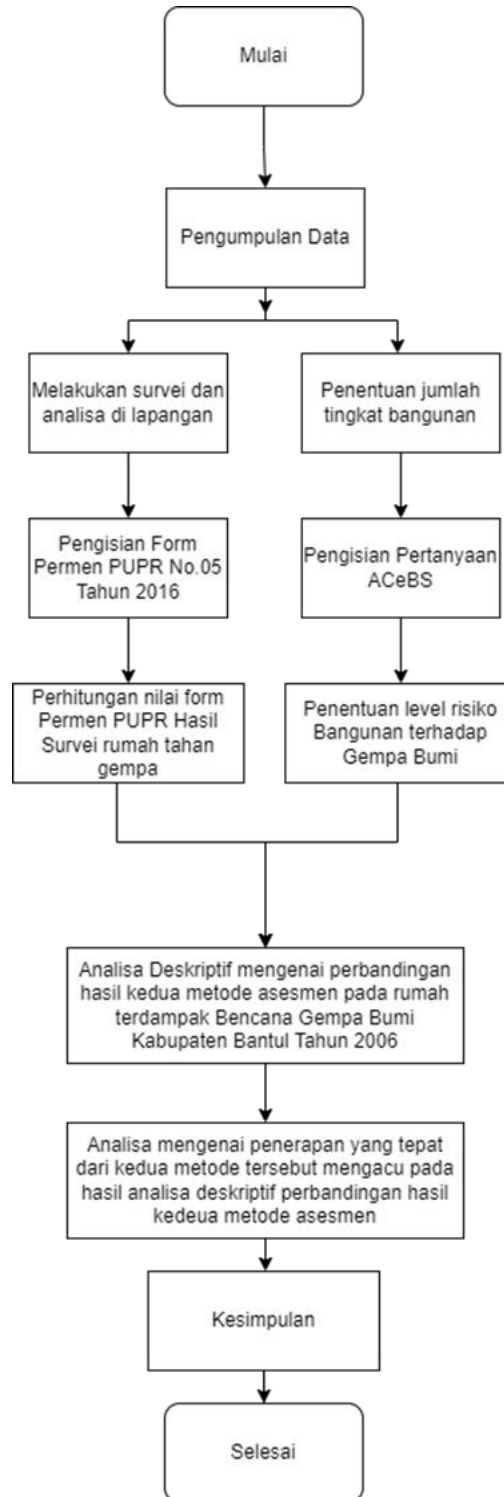 Mulai
Pengumpulan Data
Melakukan survei dan
analisa di lapangan
Penentuan jumlah
tingkat bangunan
Pengisian Form
Permen PUPR No.05
Tahun 2016
Pengisian Pertanyaan
ACeBS
Perhitungan nilai form
Permen PUPR Hasil
Survei rumah tahan
gempa
Penentuan level risiko
Bangunan terhadap
Gempa Bumi
Analisa Deskriptif mengenai perbandingan
hasil kedua metode asesmen pada rumah
terdampak Bencana Gempa Bumi
Kabupaten Bantul Tahun 2006
Analisa mengenai penerapan yang tepat
dari kedua metode tersebut mengacu pada
hasil analisa deskriptif perbandingan hasil
kedeua metode asesmen
Kesimpulan
Selesai